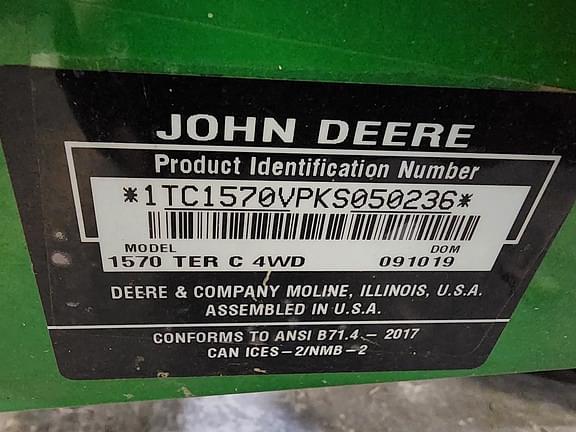 JOHN DEERE
Product Identification Number
*1TC1570VPKS050236*
MODEL DOM
1570 TER C 4WD 091019
DEERE & COMPANY MOLINE, ILLINOIS, U.S.A.
ASSEMBLED IN U.S.A.
CONFORMS TO ANSI B71.4 – 2017
CAN ICES–2/NMB–2